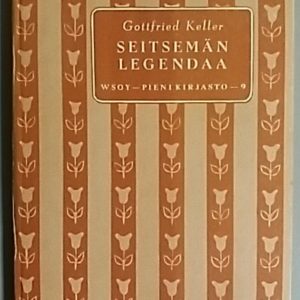 Gottfried Keller
SEITSEMÄN
LEGENDAA
WSOY — PIENI KIRJASTO — 9